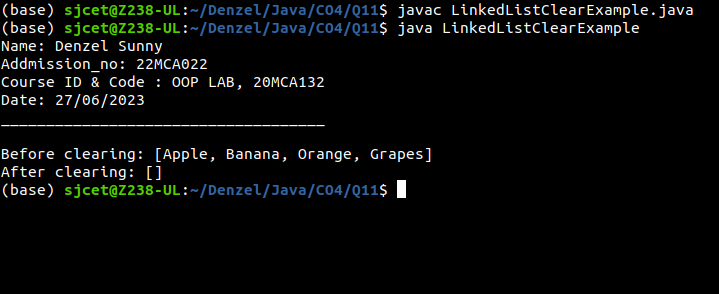 (base) sjcet@Z238-UL:~/Denzel/Java/CO4/Q11$ javac LinkedListClearExample.java
(base) sjcet@Z238-UL:~/Denzel/Java/CO4/Q11$ java LinkedListClearExample
Name: Denzel Sunny
Addmission_no: 22MCA022
Course ID & Code : OOP LAB, 20MCA132
Date: 27/06/2023
____________________________________
Before clearing: [Apple, Banana, Orange, Grapes]
After clearing: []
(base) sjcet@Z238-UL:~/Denzel/Java/CO4/Q11$